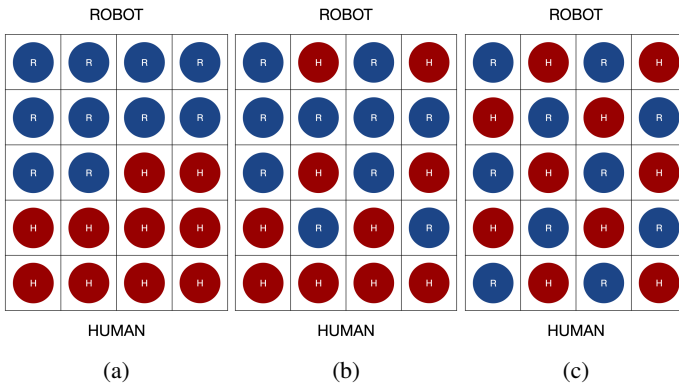 ROBOT ROBOT ROBOT
R R R R R H R H R H R H
R R R R R R R R H R H R
R R H H R H R H R H R H
H H H H H R H R H R H R
H H H H H H H H R H R H
HUMAN HUMAN HUMAN
(a) (b) (c)